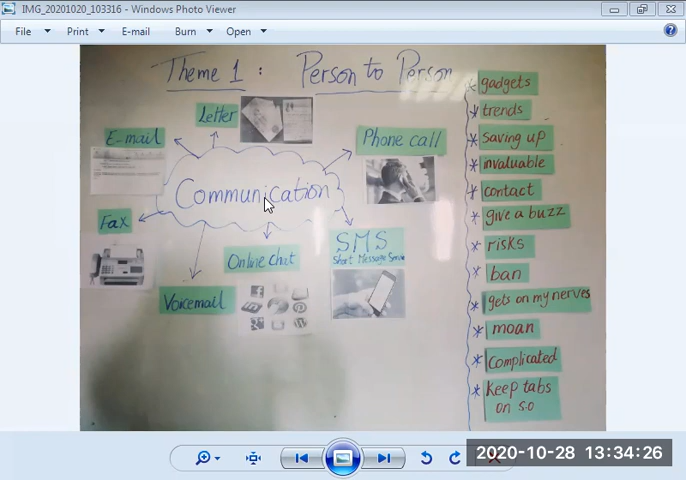 IMG_20201020_103316 - Windows Photo Viewer
File Print E-mail Burn Open
Theme 1 : Person to Person
Letter
E-mail
Phone call
Communication
Fax
SMS
Short Message Service
Online chat
Voicemail
* gadgets
* trends
* saving up
* invaluable
* contact
* give a buzz
* risks
* ban
* gets on my nerves
* moan
* complicated
* keep tabs
on s.o
2020-10-28 13:34:26